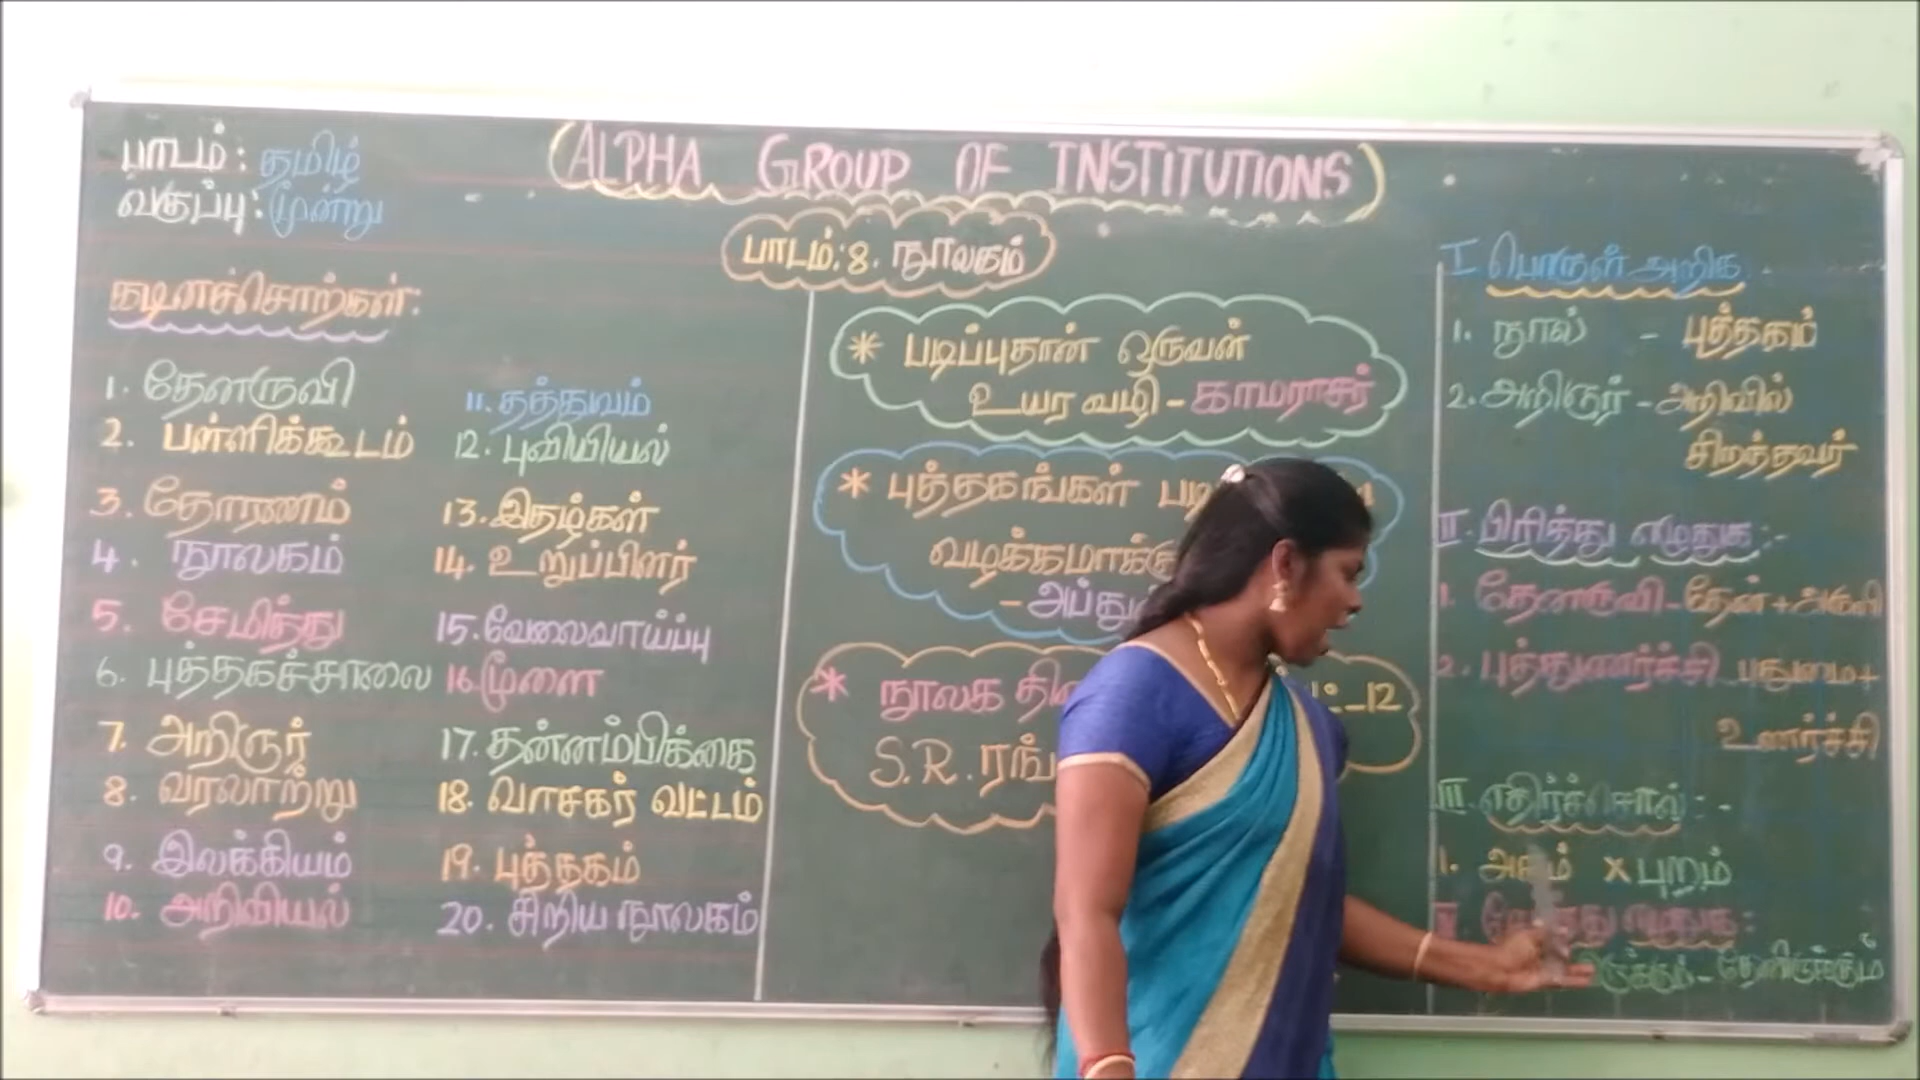 பாடம் : தமிழ்
வகுப்பு : மூன்று
ALPHA GROUP OF INSTITUTIONS
பாடம்: 8. நூலகம்
கடினச்சொற்கள்:
1. தேனருவி
2. பள்ளிக்கூடம்
3. தோரணம்
4. நூலகம்
5. சேமித்து
6. புத்தகச்சாலை
7. அறிஞர்
8. வரலாற்று
9. இலக்கியம்
10. அறிவியல்
11. தத்துவம்
12. புவியியல்
13. இதழ்கள்
14. உறுப்பினர்
15. வேலைவாய்ப்பு
16. மூளை
17. தன்னம்பிக்கை
18. வாசகர் வட்டம்
19. புத்தகம்
20. சிறிய நூலகம்
* படிப்புதான் ஒருவன்
உயர வழி - காமராசர்
* புத்தகங்கள்
* நூலக
S.R.
I. பொருள் அறிக
1. நூல் - புத்தகம்
2. அறிஞர் - அறிவில்
சிறந்தவர்
II. பிரித்து எழுதுக :-
1. தேனருவி - தேன் + அருவி
2. புத்துணர்ச்சி புதுமை +
உணர்ச்சி
III. எதிர்ச்சொல் : -
1. அகம் x புறம்
எழுதுக :